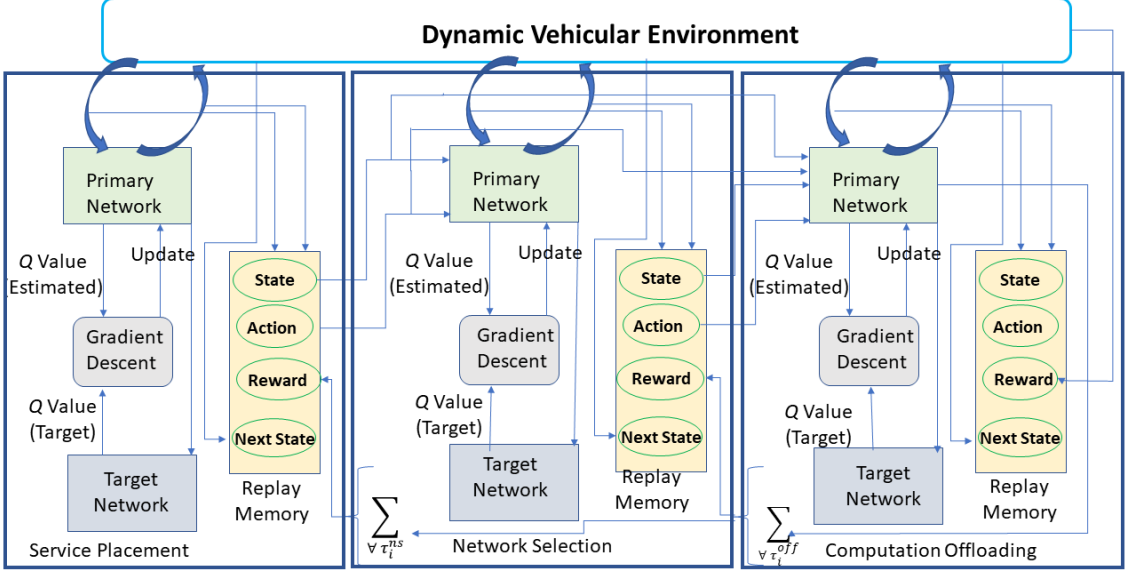 Dynamic Vehicular Environment
Primary
Network
Q Value
(Estimated)
Update
Gradient
Descent
Q Value
(Target)
Target
Network
State
Action
Reward
Next State
Replay
Memory
Service Placement
∑
∀ τ_i^{ns}
Primary
Network
Q Value
(Estimated)
Update
Gradient
Descent
Q Value
(Target)
Target
Network
State
Action
Reward
Next State
Replay
Memory
Network Selection
∑
∀ τ_i^{off}
Primary
Network
Q Value
(Estimated)
Update
Gradient
Descent
Q Value
(Target)
Target
Network
State
Action
Reward
Next State
Replay
Memory
Computation Offloading